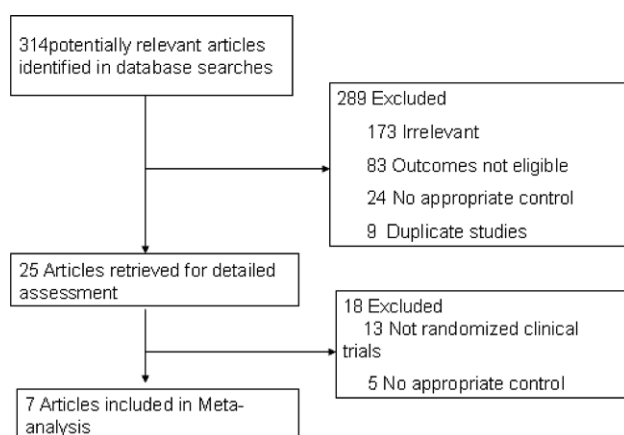 314potentially relevant articles
identified in database searches
289 Excluded
173 Irrelevant
83 Outcomes not eligible
24 No appropriate control
9 Duplicate studies
25 Articles retrieved for detailed
assessment
18 Excluded
13 Not randomized clinical
trials
5 No appropriate control
7 Articles included in Meta-
analysis